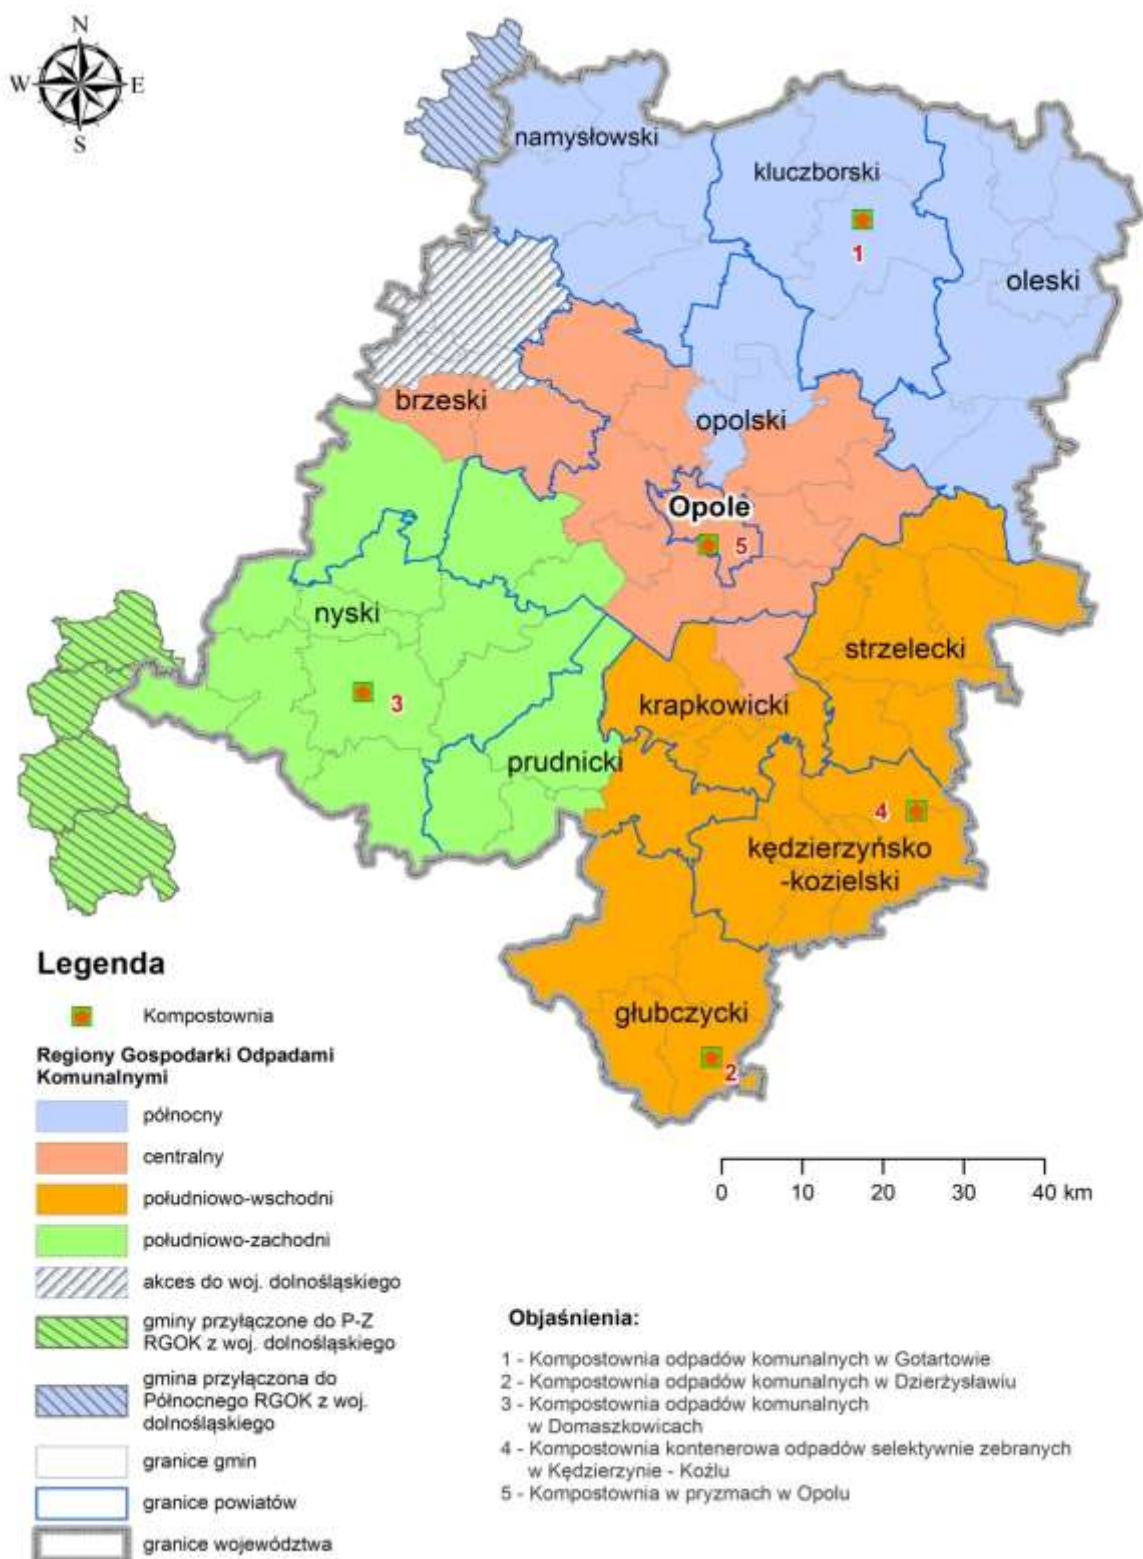 N
W E
S
namysłowski
kluczborski
1
oleski
brzeski
opolski
Opole
5
nyski
strzelecki
3
krapkowicki
prudnicki
4
kędzierzyńsko
-kozielski
głubczycki
2
Legenda
Kompostownia
Regiony Gospodarki Odpadami
Komunalnymi
północny
centralny
południowo-wschodni
południowo-zachodni
akces do woj. dolnośląskiego
gminy przyłączone do P-Z
RGOK z woj. dolnośląskiego
gmina przyłączona do
Północnego RGOK z woj.
dolnośląskiego
granice gmin
granice powiatów
granice województwa
0 10 20 30 40 km
Objaśnienia:
1 - Kompostownia odpadów komunalnych w Gotartowie
2 - Kompostownia odpadów komunalnych w Dzierżysławiu
3 - Kompostownia odpadów komunalnych
w Domaszkowicach
4 - Kompostownia kontenerowa odpadów selektywnie zebranych
w Kędzierzynie - Koźlu
5 - Kompostownia w pryzmach w Opolu